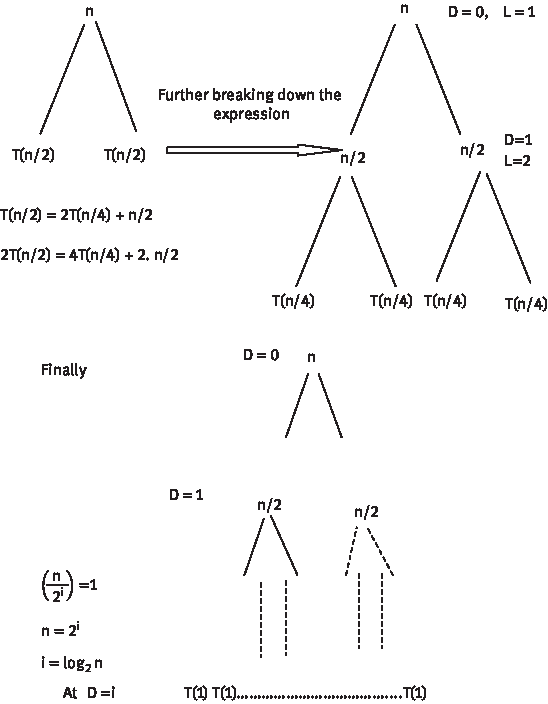 n
n
D = 0, L = 1
Further breaking down the
expression
T(n/2) T(n/2)
n/2
n/2
D=1
L=2
T(n/2) = 2T(n/4) + n/2
2T(n/2) = 4T(n/4) + 2. n/2
T(n/4) T(n/4) T(n/4) T(n/4)
Finally
D = 0 n
D = 1
n/2
n/2
(n/2ⁱ) =1
n = 2ⁱ
i = log₂ n
At D = i T(1) T(1)..........................................T(1)